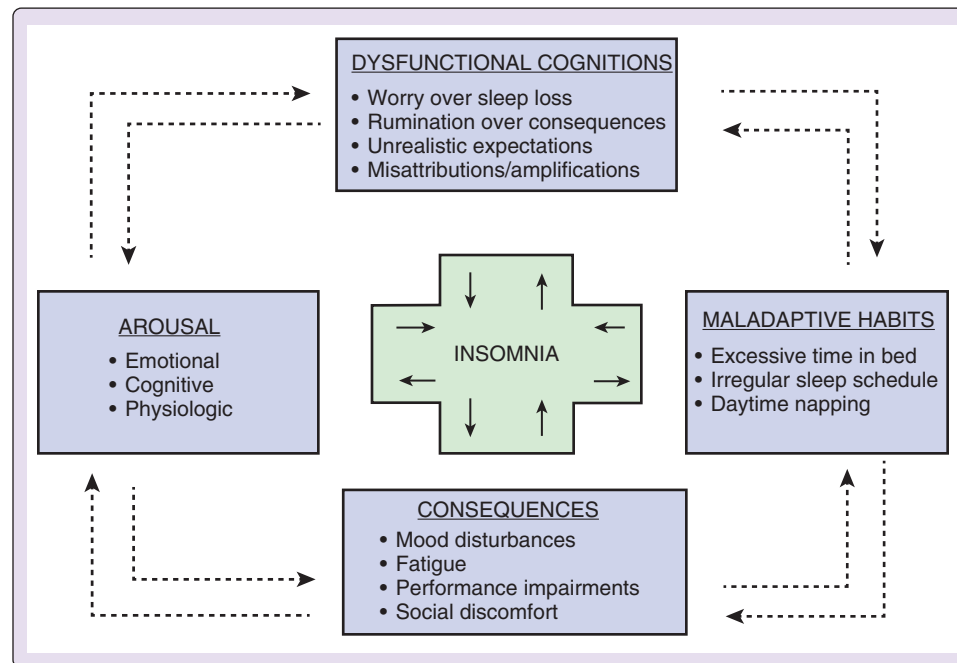 DYSFUNCTIONAL COGNITIONS
• Worry over sleep loss
• Rumination over consequences
• Unrealistic expectations
• Misattributions/amplifications
AROUSAL
• Emotional
• Cognitive
• Physiologic
INSOMNIA
MALADAPTIVE HABITS
• Excessive time in bed
• Irregular sleep schedule
• Daytime napping
CONSEQUENCES
• Mood disturbances
• Fatigue
• Performance impairments
• Social discomfort